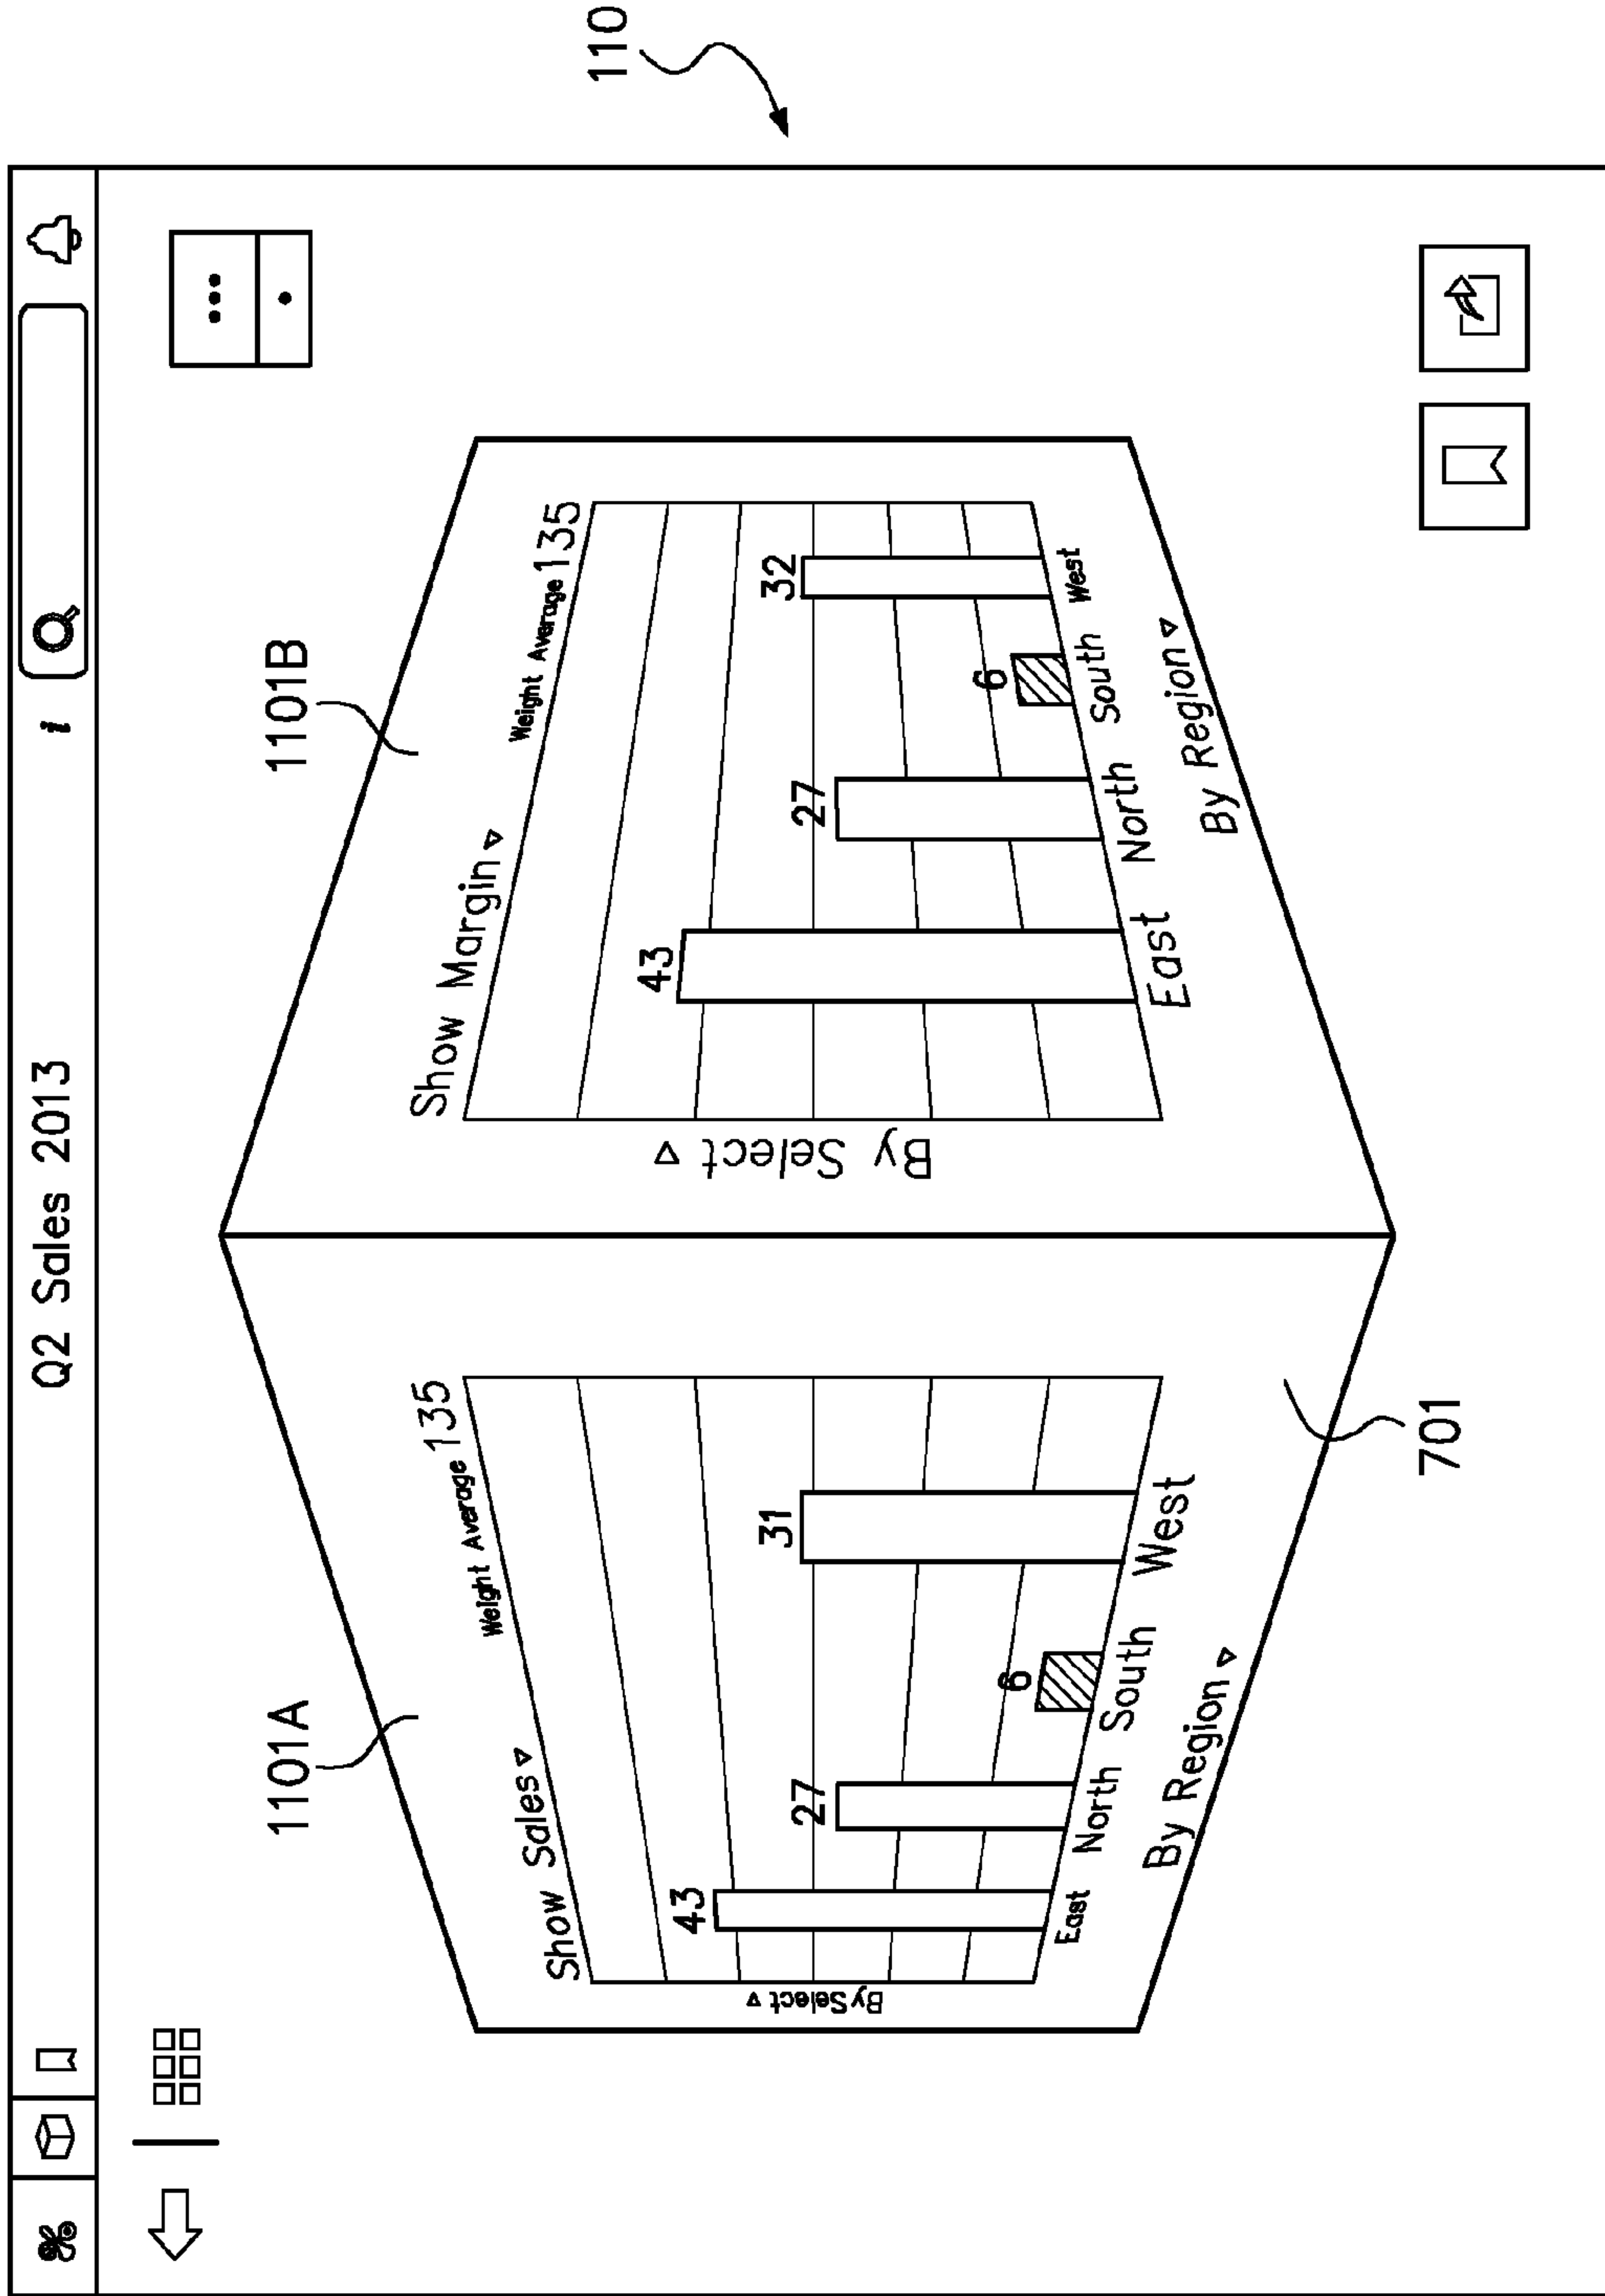 Q2 Sales 2013
i
110
1101A
1101B
Show Sales ▿
Weight Average 135
By Select ▿
43
27
6
31
East
North
South
West
By Region ▿
Show Margin ▿
Weight Average 135
By Select ▿
43
27
6
32
East
North
South
West
By Region ▿
701